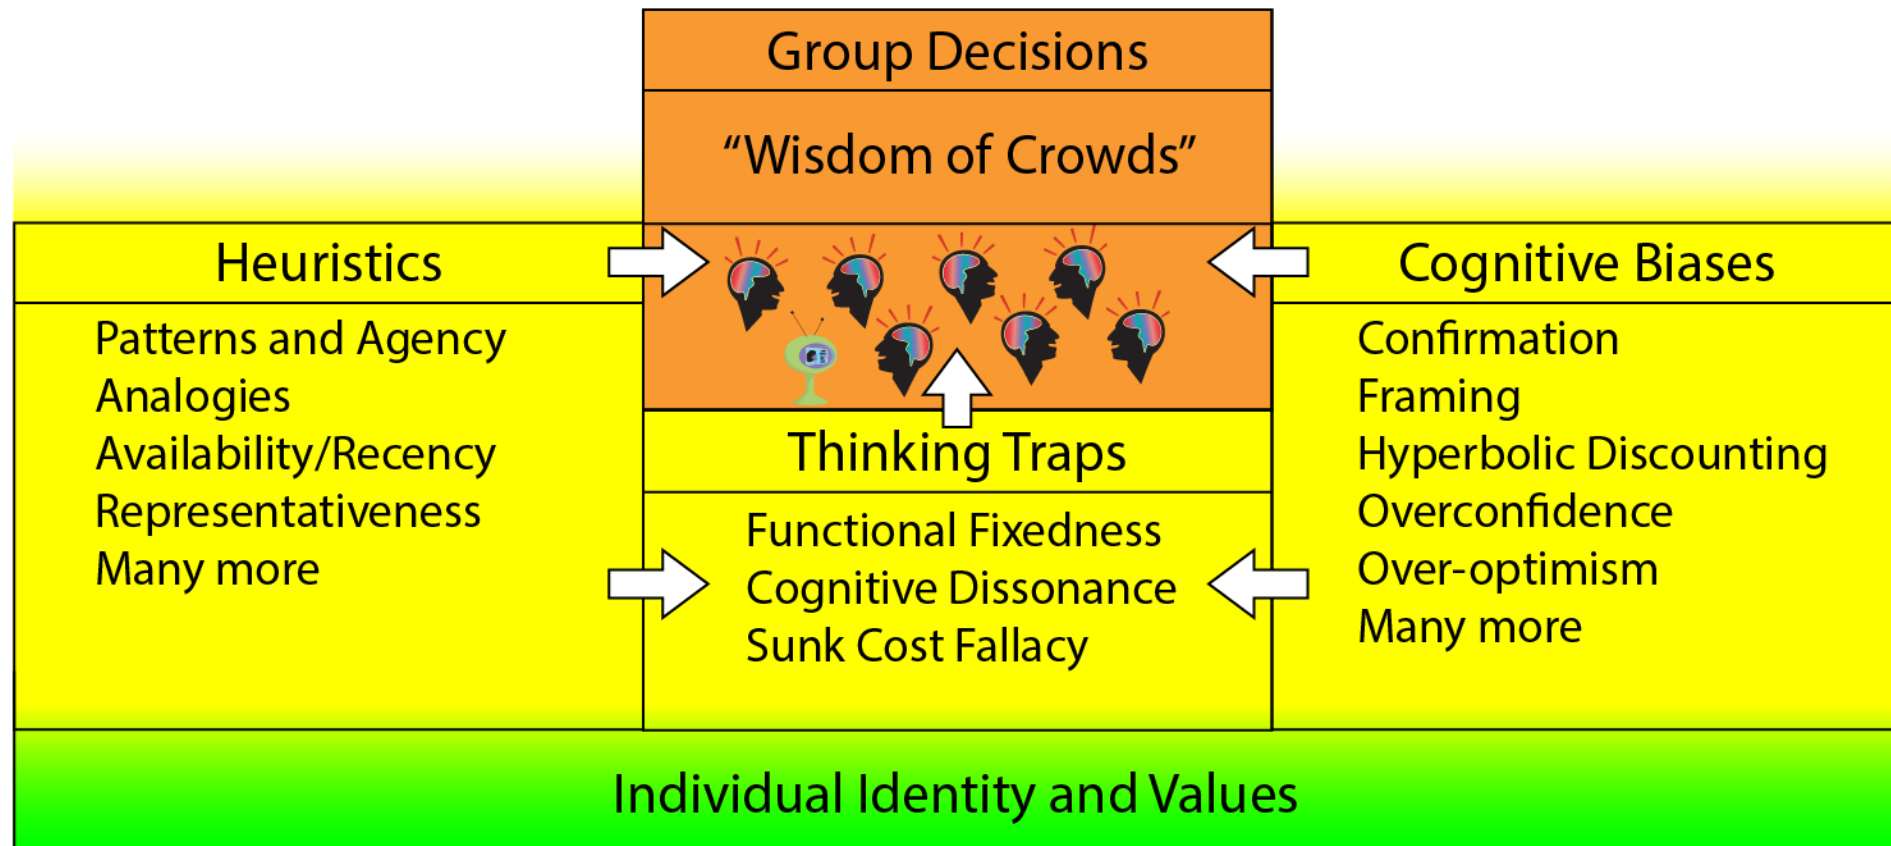 Group Decisions
“Wisdom of Crowds”
Heuristics
Patterns and Agency
Analogies
Availability/Recency
Representativeness
Many more
Thinking Traps
Functional Fixedness
Cognitive Dissonance
Sunk Cost Fallacy
Cognitive Biases
Confirmation
Framing
Hyperbolic Discounting
Overconfidence
Over-optimism
Many more
Individual Identity and Values